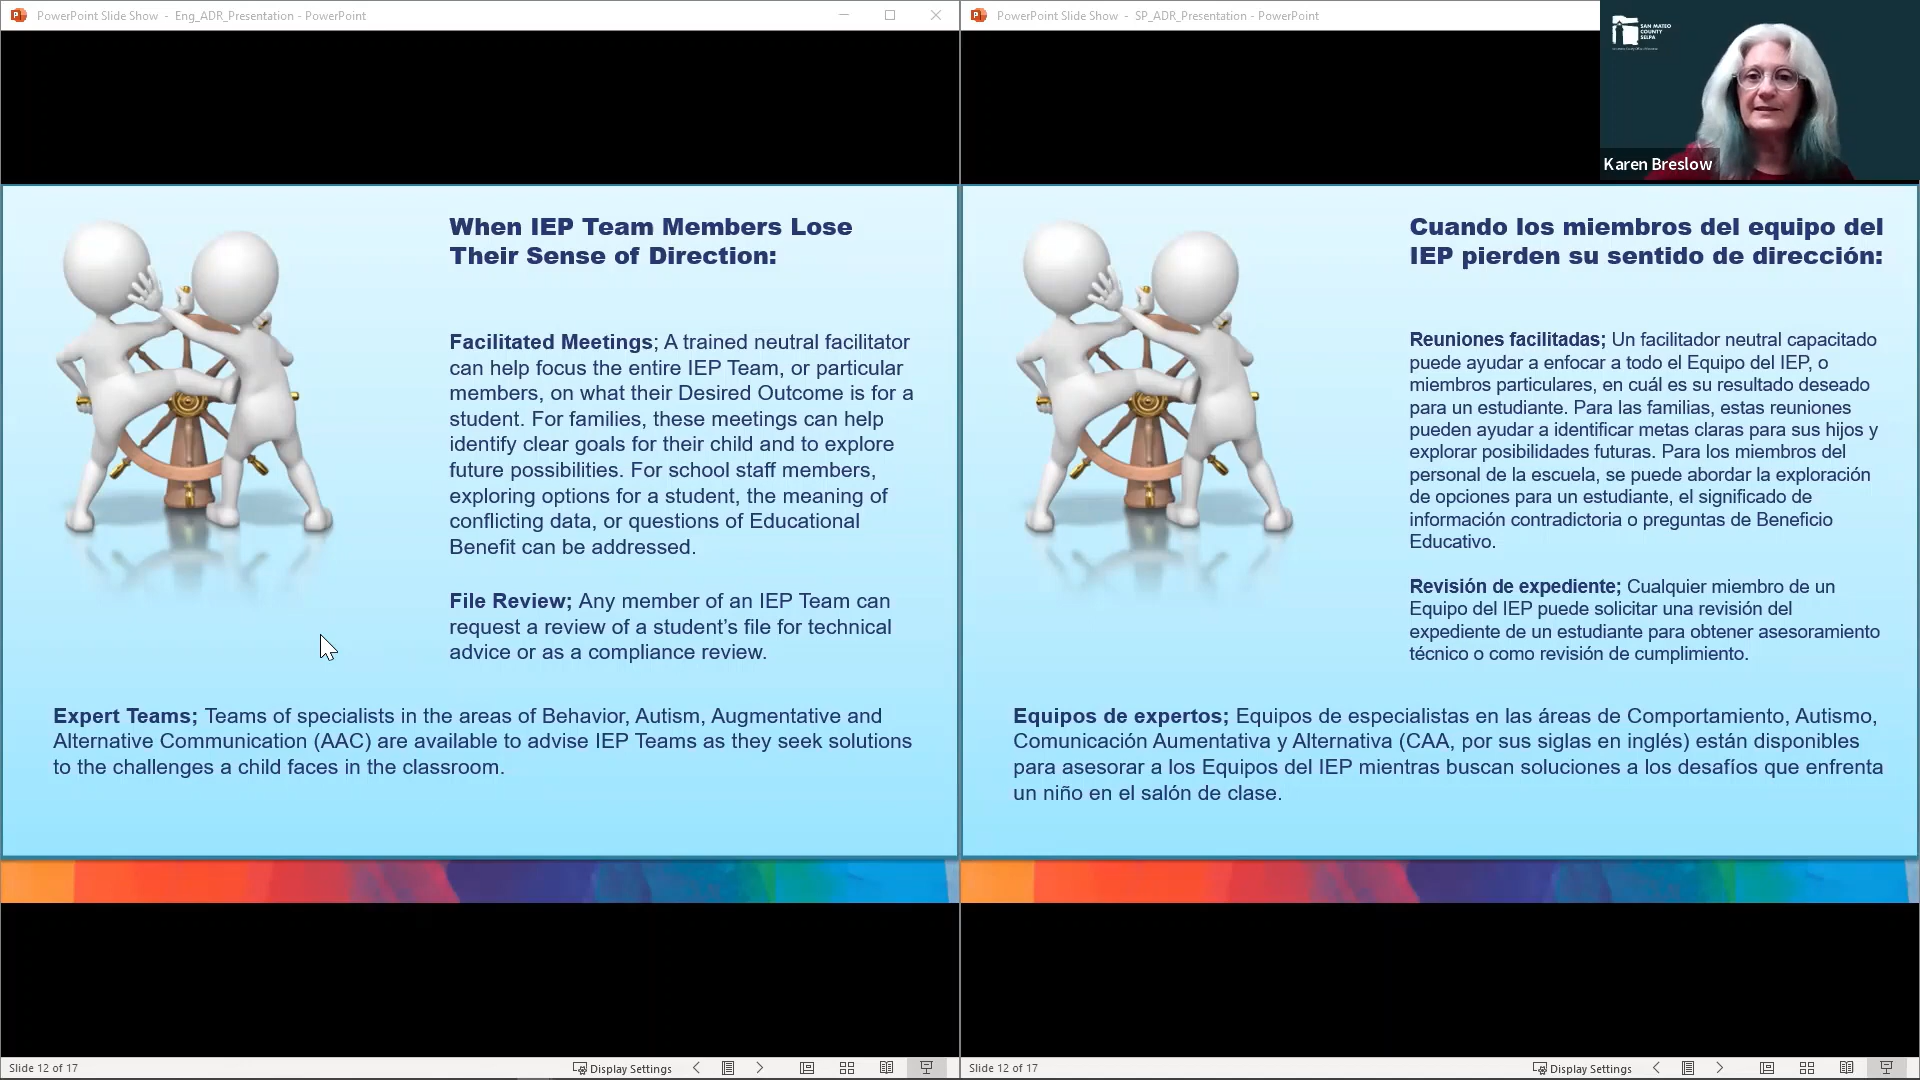 PowerPoint Slide Show - Eng_ADR_Presentation - PowerPoint
When IEP Team Members Lose
Their Sense of Direction:
Facilitated Meetings; A trained neutral facilitator
can help focus the entire IEP Team, or particular
members, on what their Desired Outcome is for a
student. For families, these meetings can help
identify clear goals for their child and to explore
future possibilities. For school staff members,
exploring options for a student, the meaning of
conflicting data, or questions of Educational
Benefit can be addressed.
File Review; Any member of an IEP Team can
request a review of a student’s file for technical
advice or as a compliance review.
Expert Teams; Teams of specialists in the areas of Behavior, Autism, Augmentative and
Alternative Communication (AAC) are available to advise IEP Teams as they seek solutions
to the challenges a child faces in the classroom.
Slide 12 of 17
Display Settings
PowerPoint Slide Show - SP_ADR_Presentation - PowerPoint
SAN MATEO
COUNTY
SELPA
Karen Breslow
Cuando los miembros del equipo del
IEP pierden su sentido de dirección:
Reuniones facilitadas; Un facilitador neutral capacitado
puede ayudar a enfocar a todo el Equipo del IEP, o
miembros particulares, en cuál es su resultado deseado
para un estudiante. Para las familias, estas reuniones
pueden ayudar a identificar metas claras para sus hijos y
explorar posibilidades futuras. Para los miembros del
personal de la escuela, se puede abordar la exploración
de opciones para un estudiante, el significado de
información contradictoria o preguntas de Beneficio
Educativo.
Revisión de expediente; Cualquier miembro de un
Equipo del IEP puede solicitar una revisión del
expediente de un estudiante para obtener asesoramiento
técnico o como revisión de cumplimiento.
Equipos de expertos; Equipos de especialistas en las áreas de Comportamiento, Autismo,
Comunicación Aumentativa y Alternativa (CAA, por sus siglas en inglés) están disponibles
para asesorar a los Equipos del IEP mientras buscan soluciones a los desafíos que enfrenta
un niño en el salón de clase.
Slide 12 of 17
Display Settings